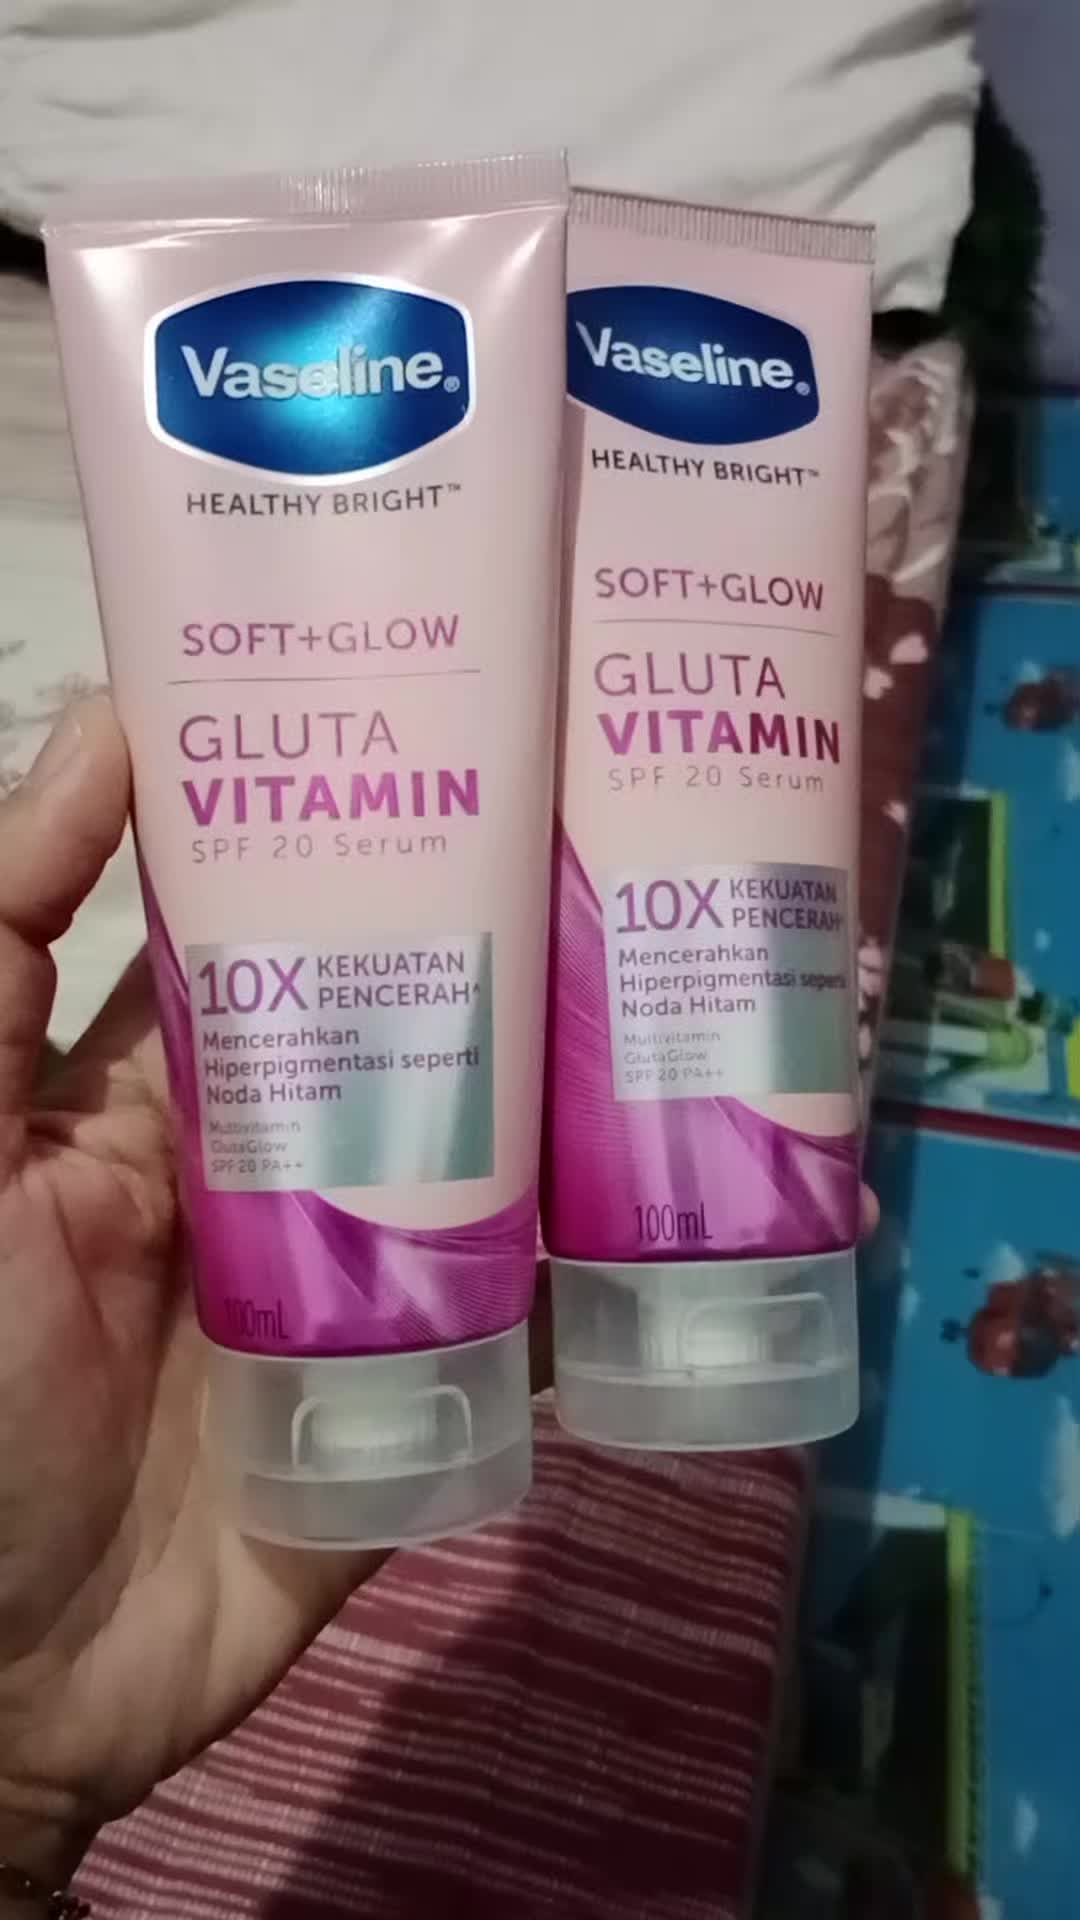 Vaseline®
HEALTHY BRIGHT™
SOFT+GLOW
GLUTA
VITAMIN
SPF 20 Serum
10X KEKUATAN
PENCERAH^
Mencerahkan
Hiperpigmentasi seperti
Noda Hitam
Multivitamin
GlutaGlow
SPF 20 PA++
100mL
Vaseline®
HEALTHY BRIGHT™
SOFT+GLOW
GLUTA
VITAMIN
SPF 20 Serum
10X KEKUATAN
PENCERAH^
Mencerahkan
Hiperpigmentasi seperti
Noda Hitam
Multivitamin
GlutaGlow
SPF 20 PA++
100mL